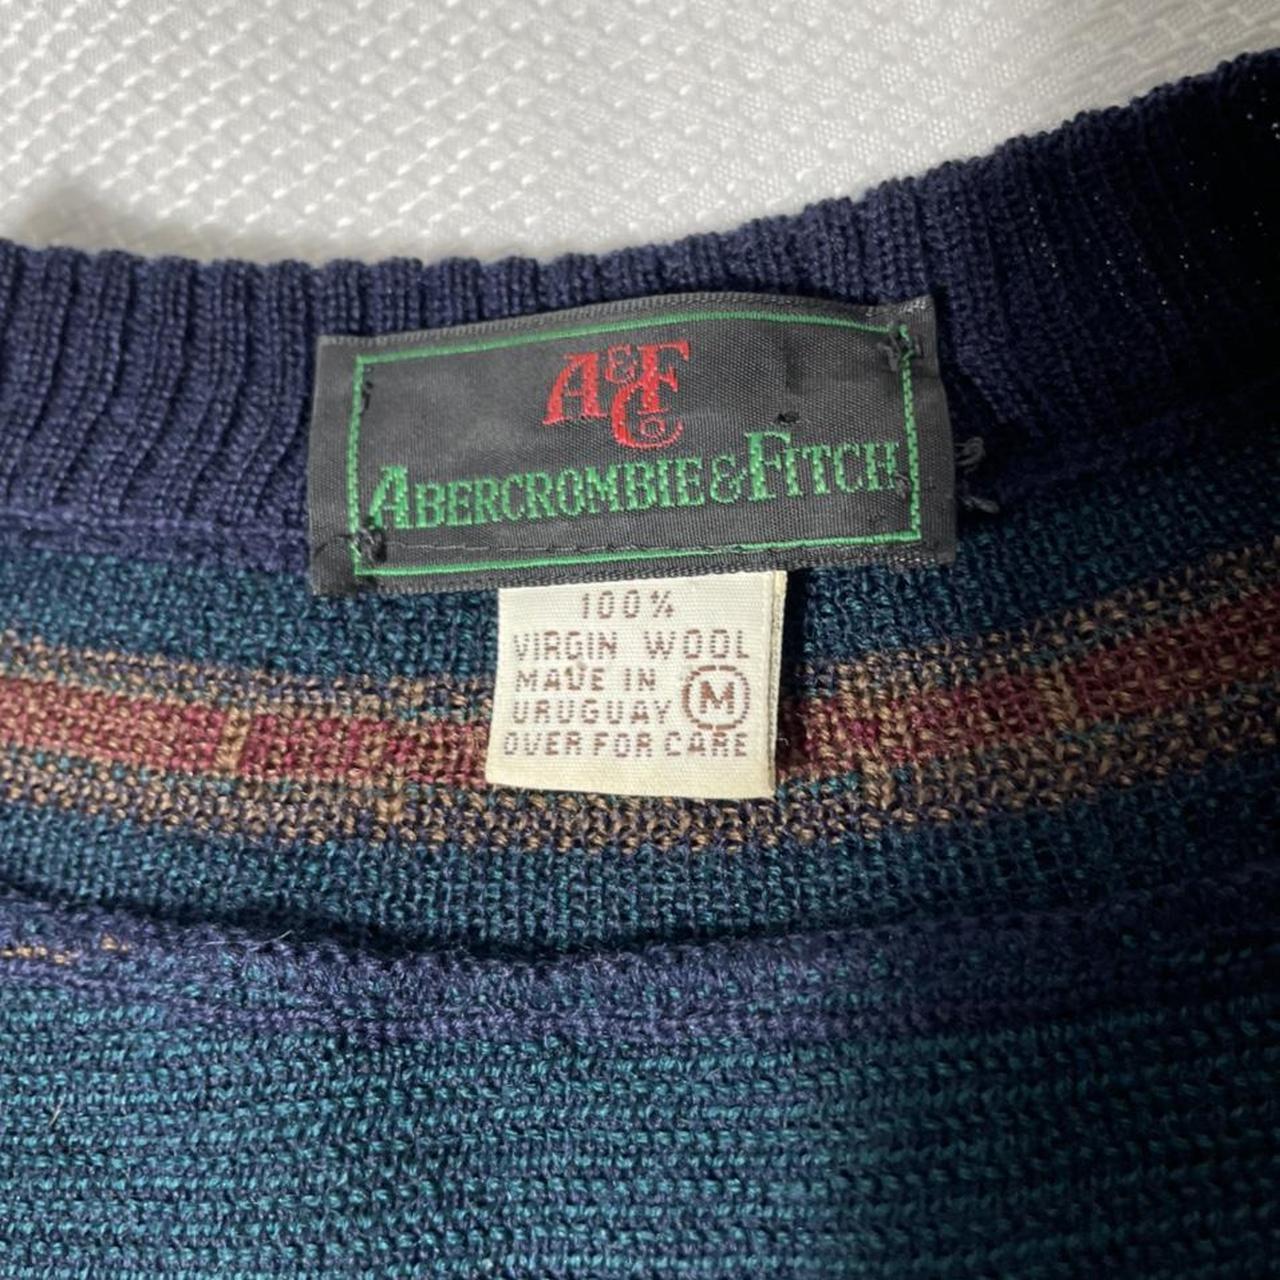 A&F
Co
ABERCROMBIE & FITCH
100%
VIRGIN WOOL
MADE IN
URUGUAY
M
OVER FOR CARE